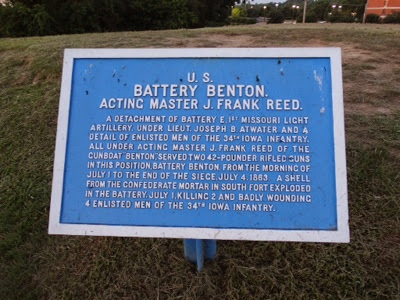 U.S.
BATTERY BENTON.
ACTING MASTER J. FRANK REED.
A DETACHMENT OF BATTERY E, 1ST MISSOURI LIGHT
ARTILLERY, UNDER LIEUT. JOSEPH B. ATWATER AND A
DETAIL OF ENLISTED MEN OF THE 34TH IOWA INFANTRY,
ALL UNDER ACTING MASTER J. FRANK REED OF THE
GUNBOAT BENTON, SERVED TWO 42-POUNDER RIFLED GUNS
IN THIS POSITION, BATTERY BENTON, FROM THE MORNING OF
JULY 1 TO THE END OF THE SIEGE, JULY 4, 1863. A SHELL
FROM THE CONFEDERATE MORTAR IN SOUTH FORT EXPLODED
IN THE BATTERY, JULY 1, KILLING 2 AND BADLY WOUNDING
4 ENLISTED MEN OF THE 34TH IOWA INFANTRY.